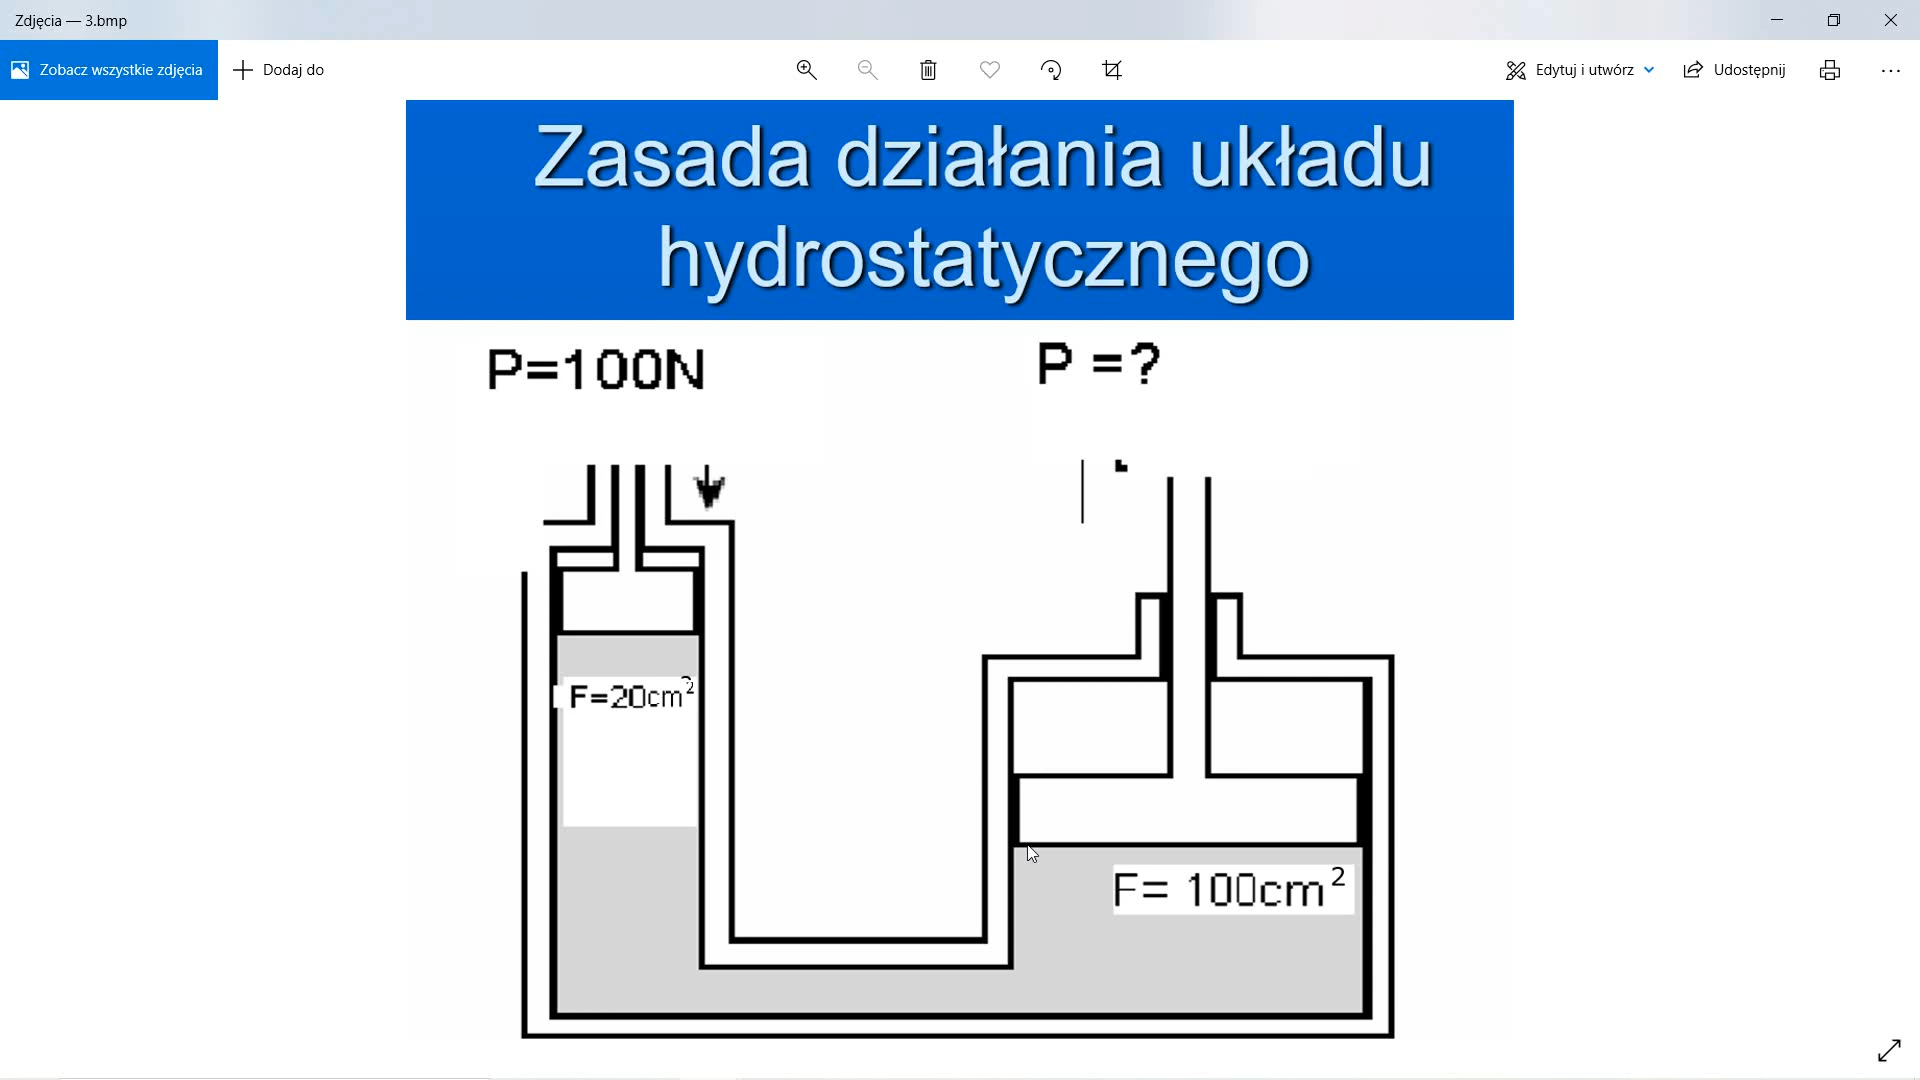 Zdjęcia — 3.bmp
Zobacz wszystkie zdjęcia
Dodaj do
Edytuj i utwórz
Udostępnij
Zasada działania układu
hydrostatycznego
P=100N
P =?
F=20cm²
F= 100cm²